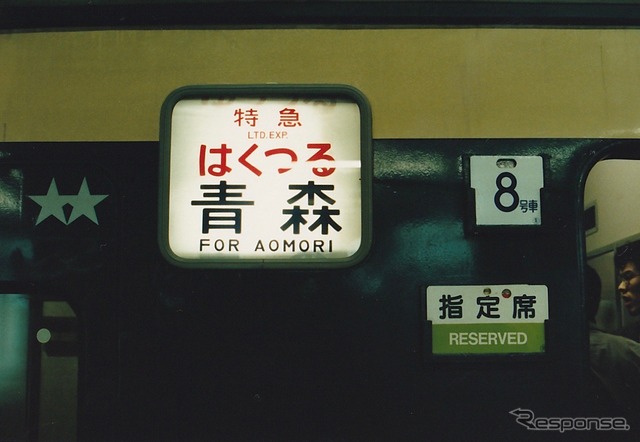 特急
LTD.EXP.
はくつる
青森
FOR AOMORI
8号車
指定席
RESERVED
Response.